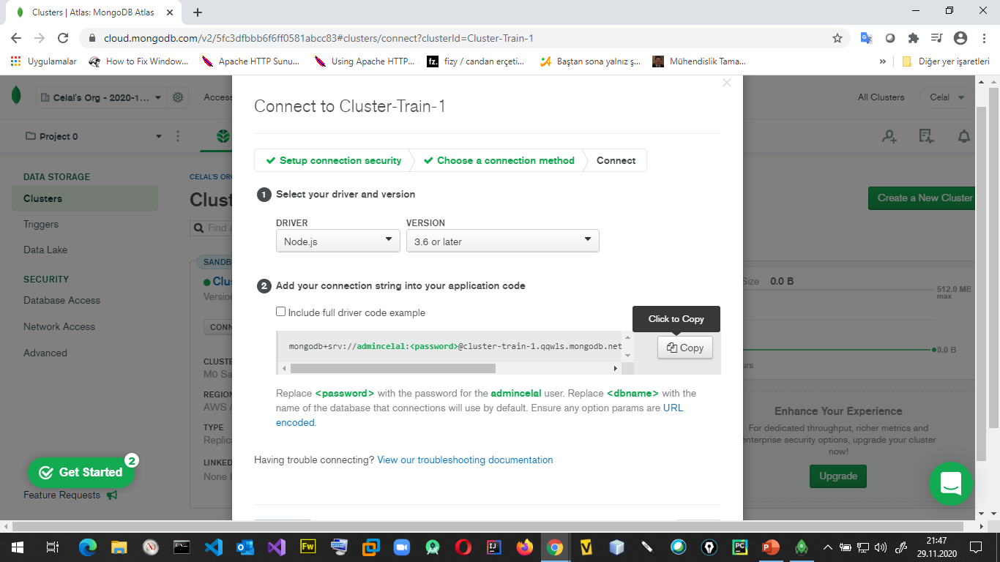 Clusters | Atlas: MongoDB Atlas
cloud.mongodb.com/v2/5fc3dfbbb6f6ff0581abcc83#clusters/connect?clusterId=Cluster-Train-1
Uygulamalar
How to Fix Window...
Apache HTTP Sunu...
Using Apache HTTP...
fz.
fizy / candan erçeti...
Baştan sona yalnız ş...
Mühendislik Tama...
»
Diğer yer işaretleri
Celal's Org - 2020-1...
Access
All Clusters
Celal
Project 0
DATA STORAGE
Clusters
Triggers
Data Lake
SECURITY
Database Access
Network Access
Advanced
Get Started
2
Feature Requests
CELAL'S ORG
Clust
Find a
SANDB
Clus
Version
CONN
CLUSTE
M0 Sa
REGION
AWS /
TYPE
Replic
LINKED
None L
Connect to Cluster-Train-1
Setup connection security
Choose a connection method
Connect
1 Select your driver and version
DRIVER
VERSION
Node.js
3.6 or later
2 Add your connection string into your application code
Include full driver code example
Click to Copy
mongodb+srv://admincelal:<password>@cluster-train-1.qqwls.mongodb.net
Copy
Replace <password> with the password for the admincelal user. Replace <dbname> with the
name of the database that connections will use by default. Ensure any option params are URL
encoded.
Having trouble connecting? View our troubleshooting documentation
Create a New Cluster
Size 0.0 B
512.0 MB
max
0.0 B
urs
Enhance Your Experience
For dedicated throughput, richer metrics and
enterprise security options, upgrade your cluster
now!
Upgrade
Fw
IJ
PC
P
21:47
29.11.2020